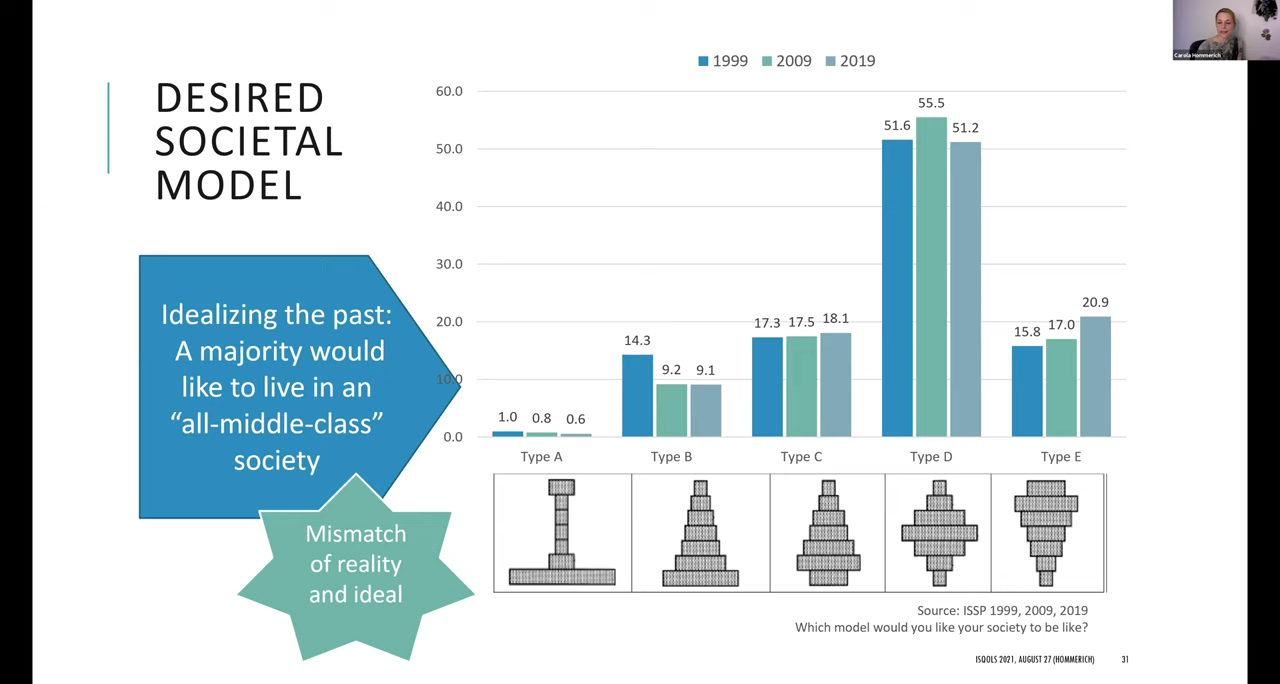 DESIRED
SOCIETAL
MODEL
Idealizing the past:
A majority would
like to live in an
“all-middle-class”
society
Mismatch
of reality
and ideal
1999 2009 2019
60.0
50.0
40.0
30.0
20.0
10.0
0.0
1.0 0.8 0.6
14.3 9.2 9.1
17.3 17.5 18.1
51.6 55.5 51.2
15.8 17.0 20.9
Type A Type B Type C Type D Type E
Source: ISSP 1999, 2009, 2019
Which model would you like your society to be like?
ISQOLS 2021, AUGUST 27 (HOMMERICH) 31
Carola Hommerich